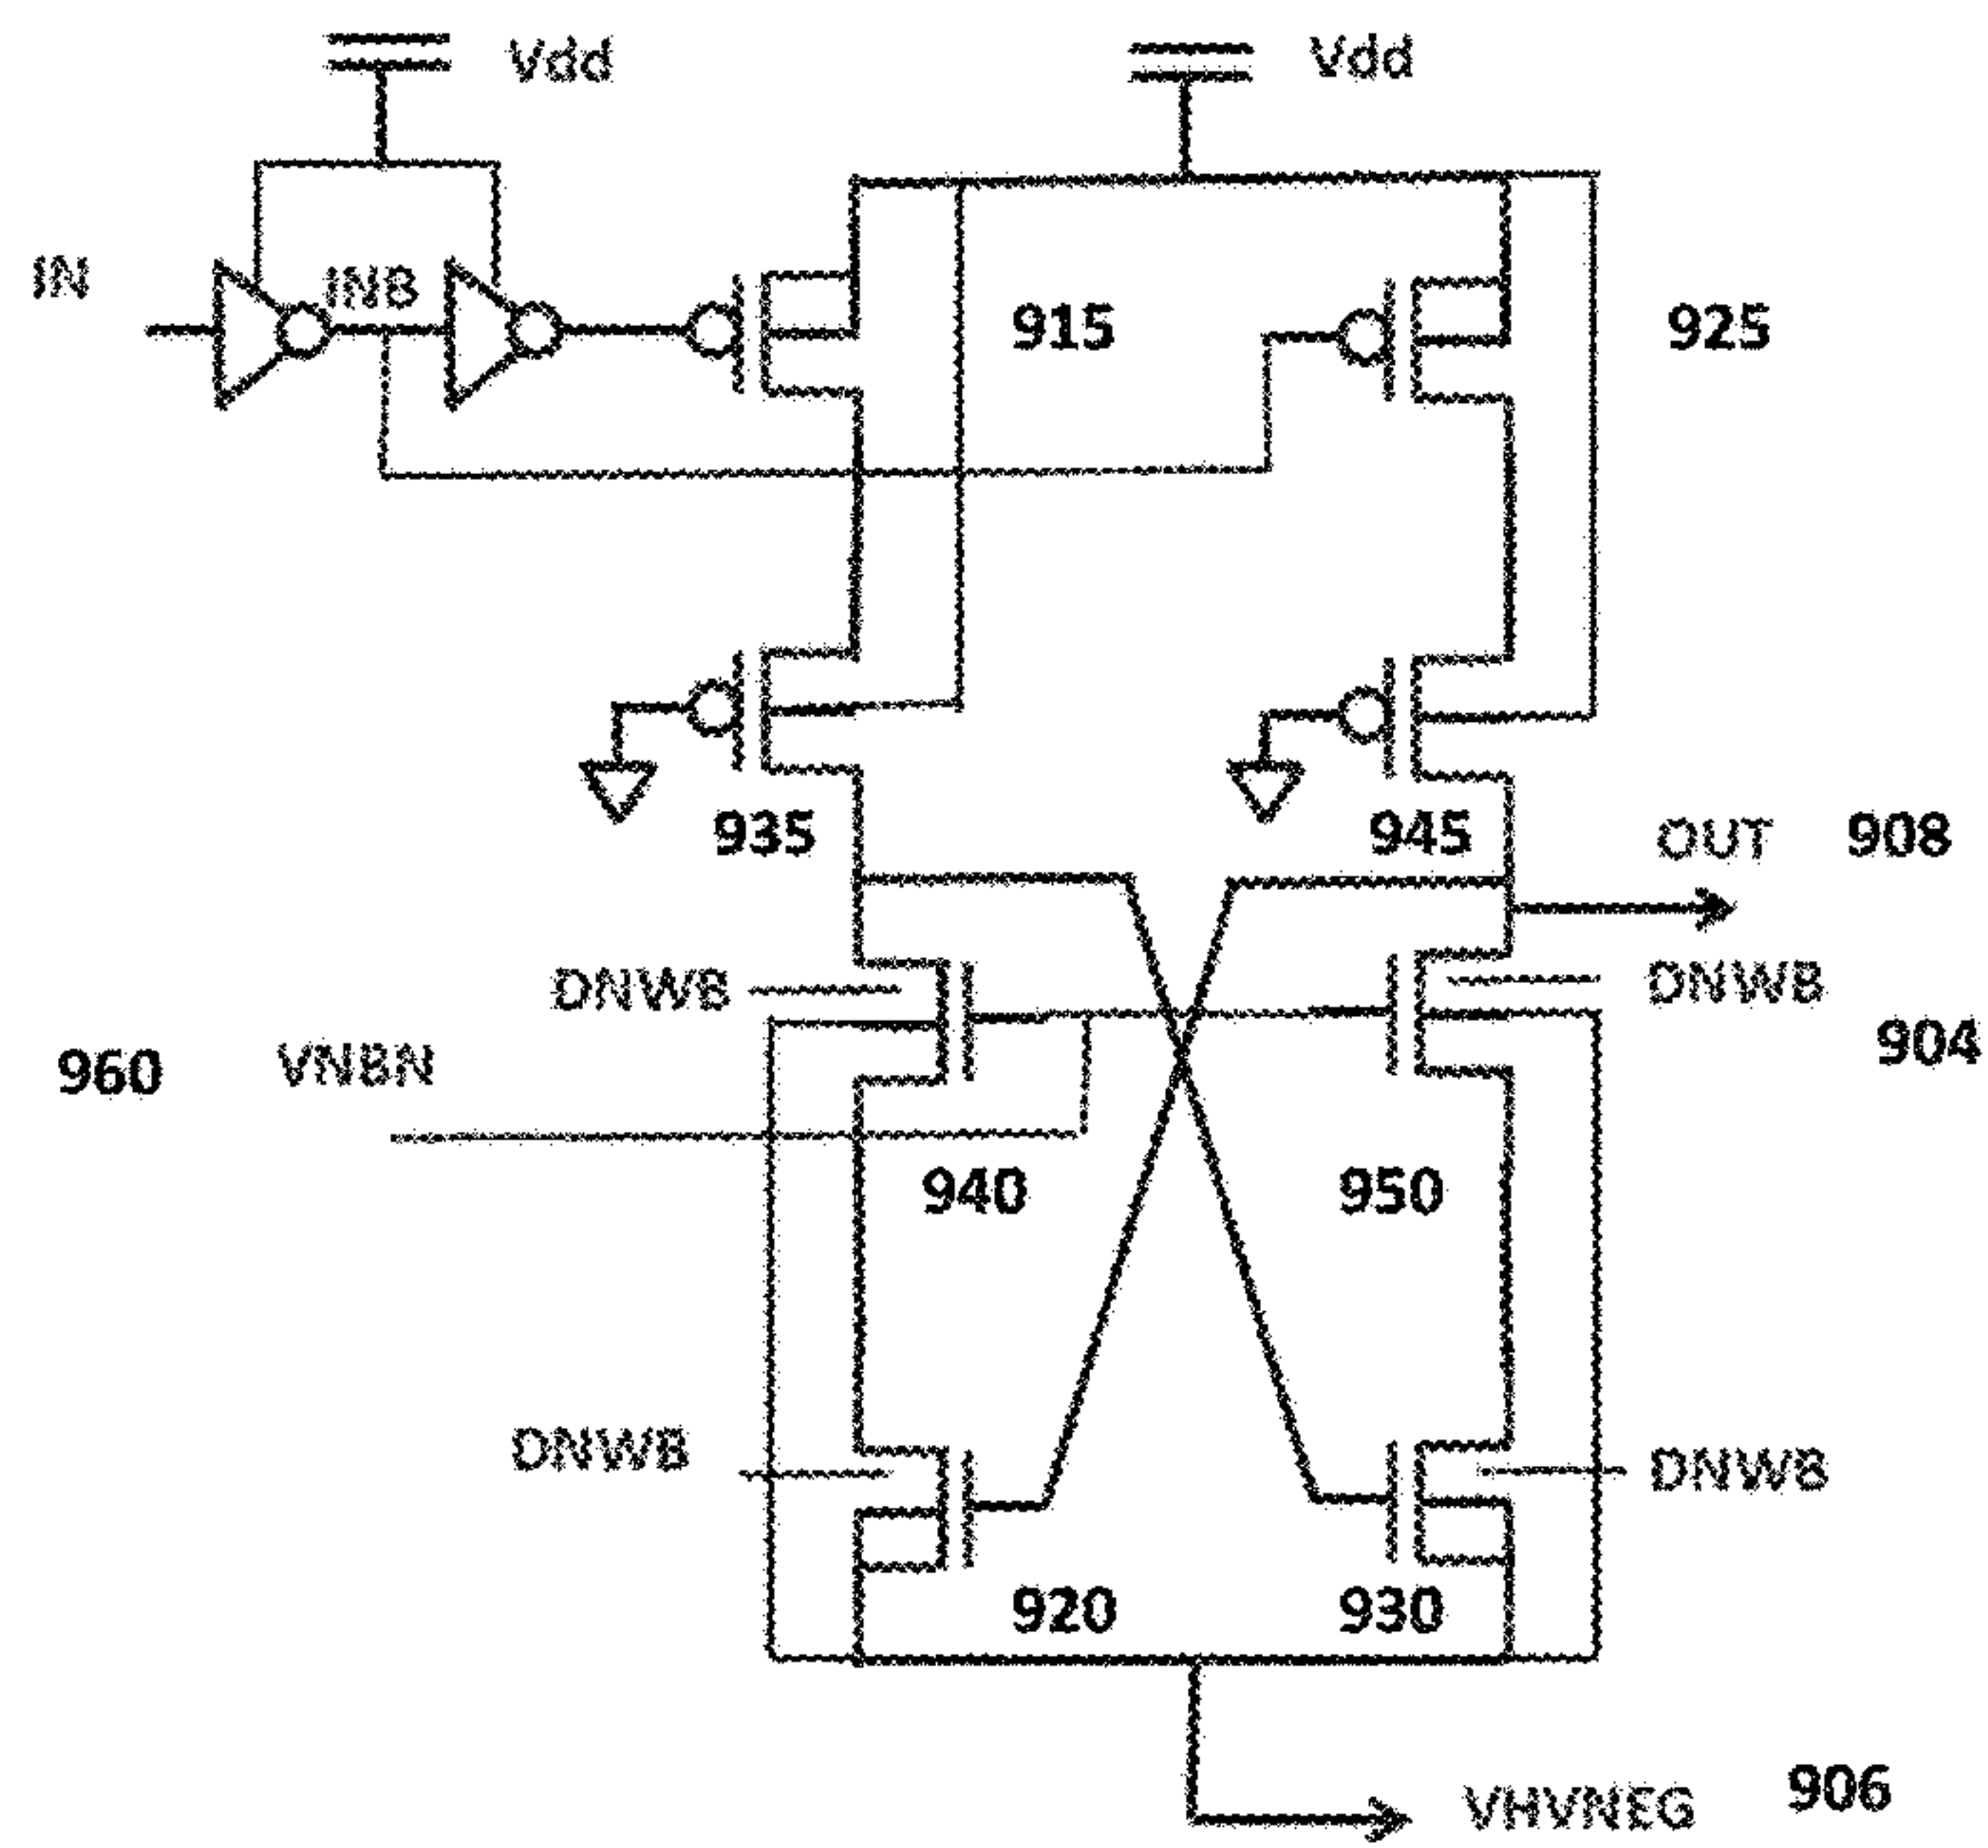 Vdd
Vdd
IN
INB
915
925
935
945
OUT 908
DNWB
DNWB
904
960 VNBN
940
950
DNWB
DNWB
920
930
VHVNEG 906